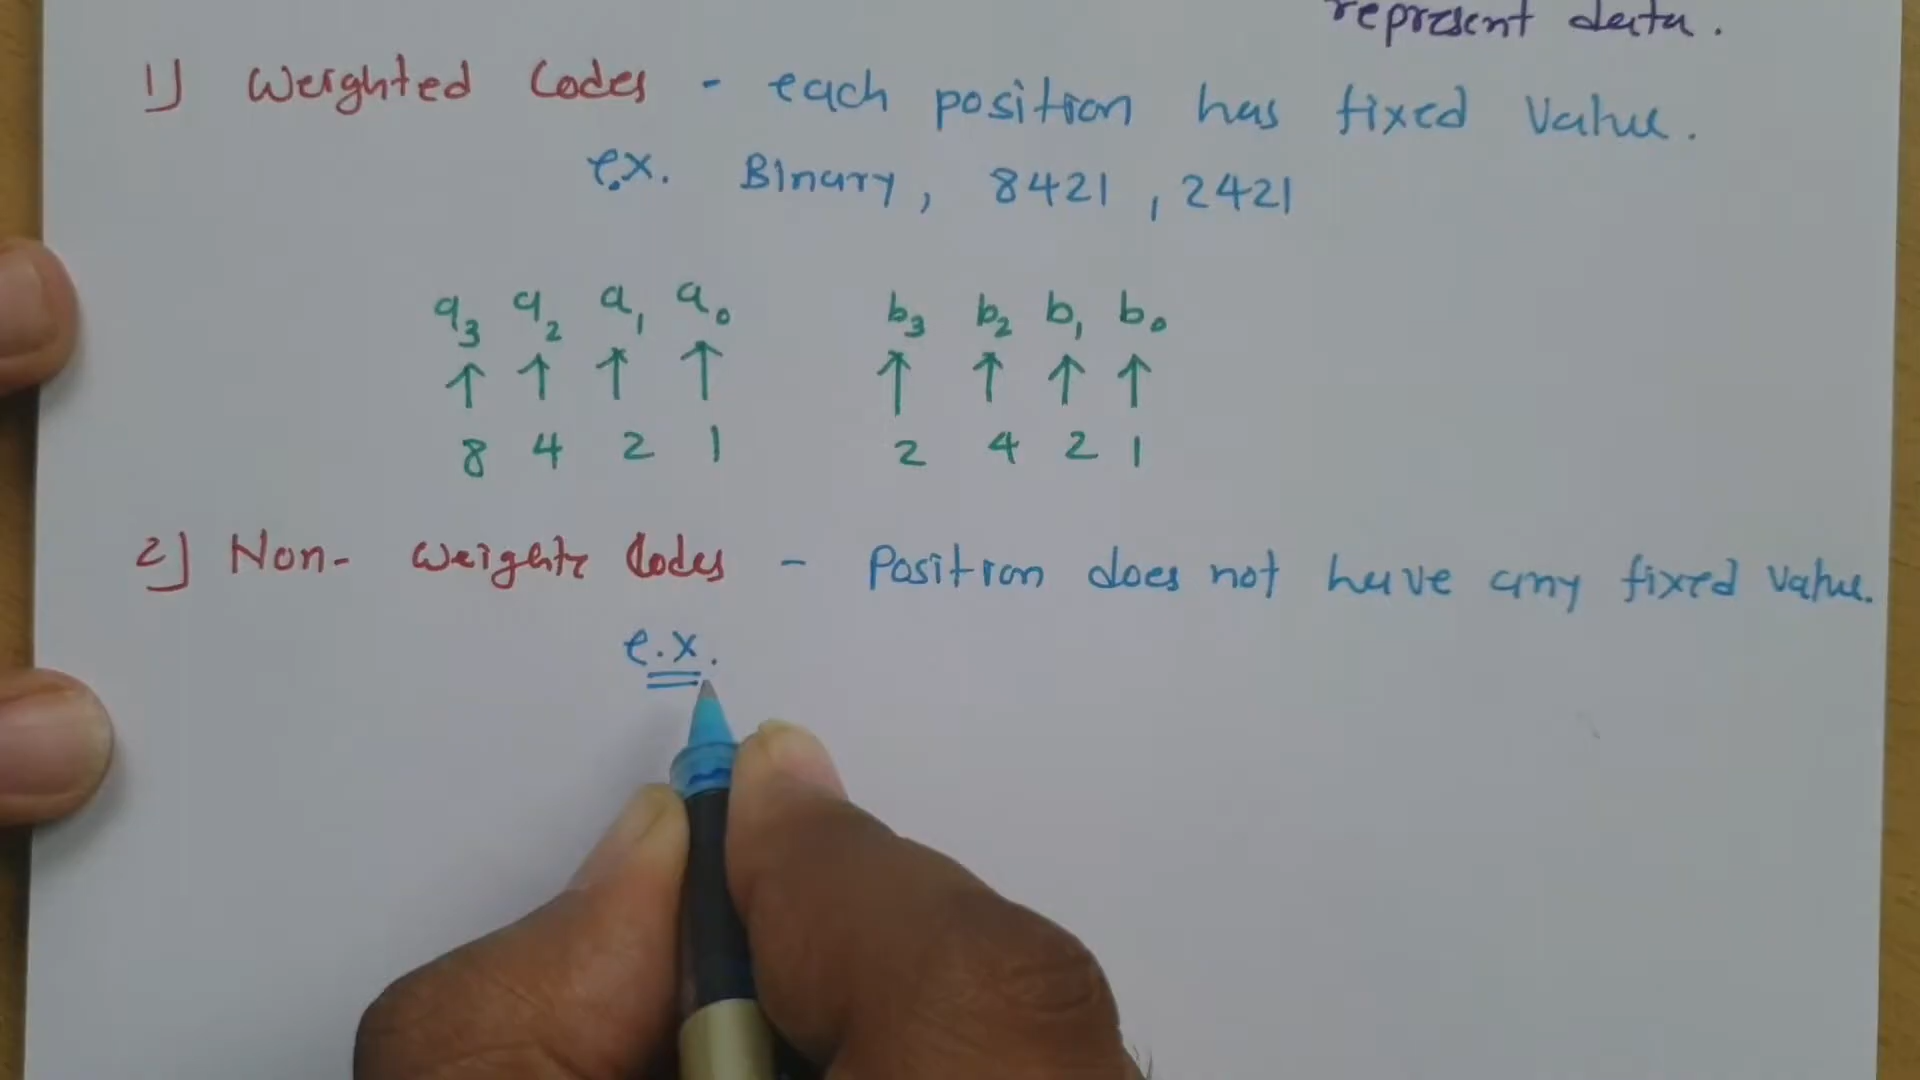 represent data.
1) Weighted Codes - each position has fixed value.
e.x. Binary, 8421, 2421
a3 a2 a1 a0 b3 b2 b1 b0
↑ ↑ ↑ ↑ ↑ ↑ ↑ ↑
8 4 2 1 2 4 2 1
2) Non- weighte Codes - Position does not have any fixed value.
e.x.